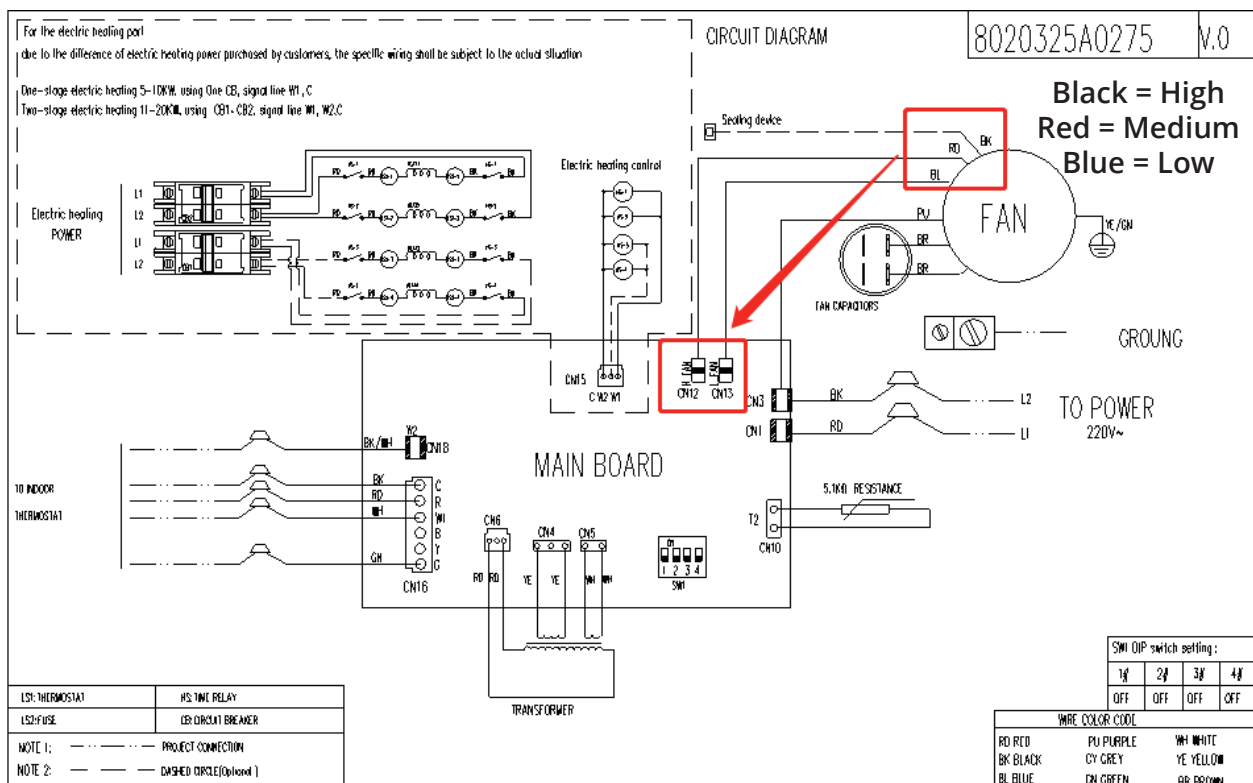 For the electric heating part
due to the difference of electric heating power purchased by customers, the specific wiring shall be subject to the actual situation
One-stage electric heating 5-10KW, using One CB, signal line W1, C
Two-stage electric heating 11-20KW, using CB1-CB2, signal line W1, W2,C
CIRCUIT DIAGRAM
8020325A0275 V.0
Black = High
Red = Medium
Blue = Low
Sealing device
BK
RD
BL
PU
BR
BR
FAN
YE/GN
FAN CAPACITORS
Electric heating control
Electric heating
POWER
L1
L2
L1
L2
GROUNG
CN15
C W2 W1
H_FAN
L_FAN
CN12 CN13
CN3
BK
L2
CN1
RD
L1
TO POWER
220V~
MAIN BOARD
TO INDOOR
THERMOSTAT
BK/WH
W2
CN18
BK
C
RD
R
WH
W1
B
Y
GN
G
CN16
CN6
CN4
CN5
RD RD
YE YE
WH WH
TRANSFORMER
ON
1 2 3 4
SW1
T2
CN10
5.1KΩ RESISTANCE
SW1 DIP switch setting:
1# 2# 3# 4#
OFF OFF OFF OFF
WIRE COLOR CODE
RD RED PU PURPLE WH WHITE
BK BLACK GY GREY YE YELLOW
BL BLUE GN GREEN BR BROWN
LS1: THERMOSTAT HS: TIME RELAY
LS2:FUSE CB: CIRCUIT BREAKER
NOTE 1: PROJECT CONNECTION
NOTE 2: DASHED CIRCLE(Optional)